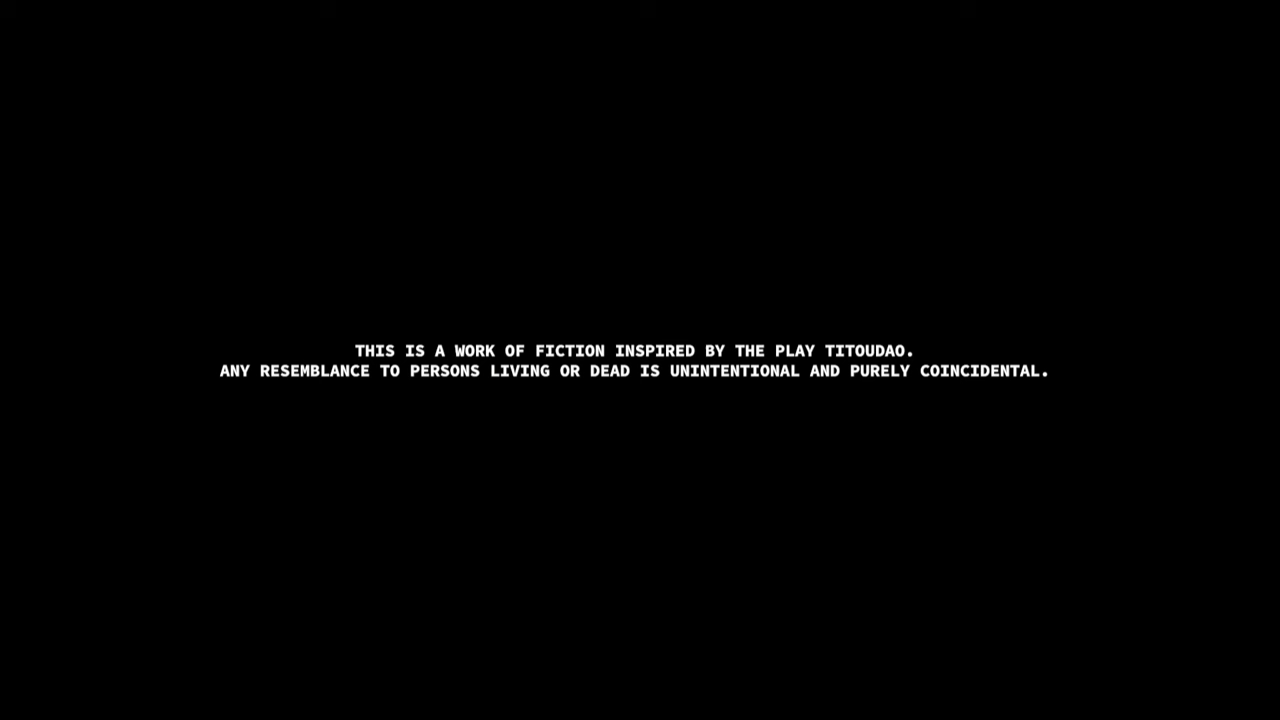 THIS IS A WORK OF FICTION INSPIRED BY THE PLAY TITOUDAO.
ANY RESEMBLANCE TO PERSONS LIVING OR DEAD IS UNINTENTIONAL AND PURELY COINCIDENTAL.